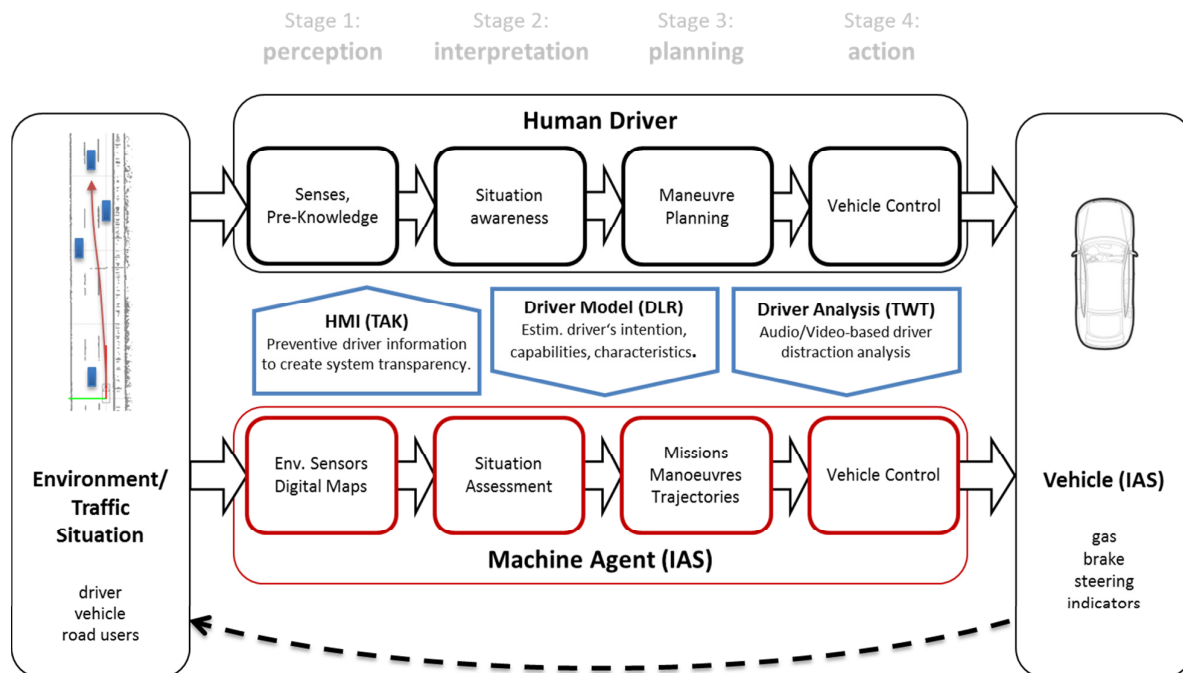 Stage 1:
perception
Stage 2:
interpretation
Stage 3:
planning
Stage 4:
action
Human Driver
Senses,
Pre-Knowledge
Situation
awareness
Maneuvre
Planning
Vehicle Control
HMI (TAK)
Preventive driver information
to create system transparency.
Driver Model (DLR)
Estim. driver‘s intention,
capabilities, characteristics.
Driver Analysis (TWT)
Audio/Video-based driver
distraction analysis
Env. Sensors
Digital Maps
Situation
Assessment
Missions
Manoeuvres
Trajectories
Vehicle Control
Machine Agent (IAS)
Environment/
Traffic
Situation
driver
vehicle
road users
Vehicle (IAS)
gas
brake
steering
indicators